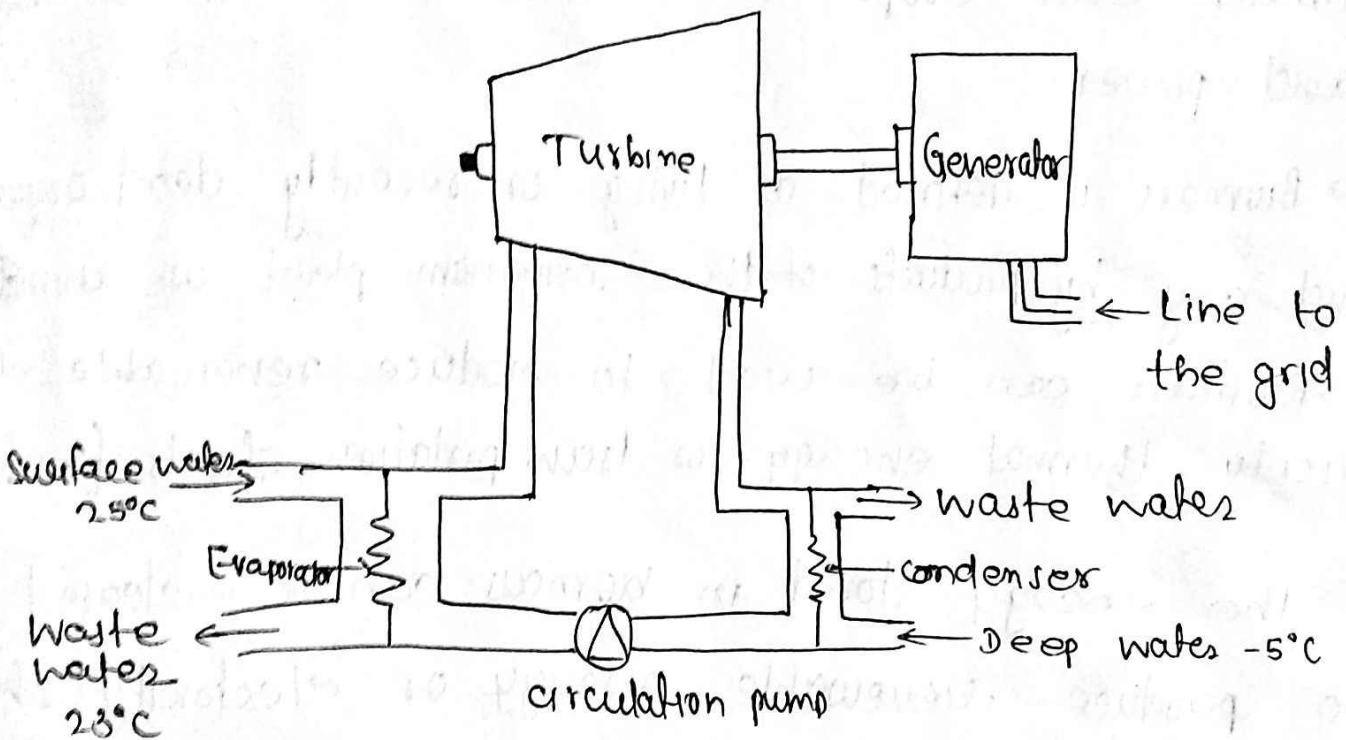 Turbine
Generator
Line to
the grid
Surface water
25°C
Evaporator
Waste
water
23°C
circulation pump
waste water
condenser
Deep water -5°C